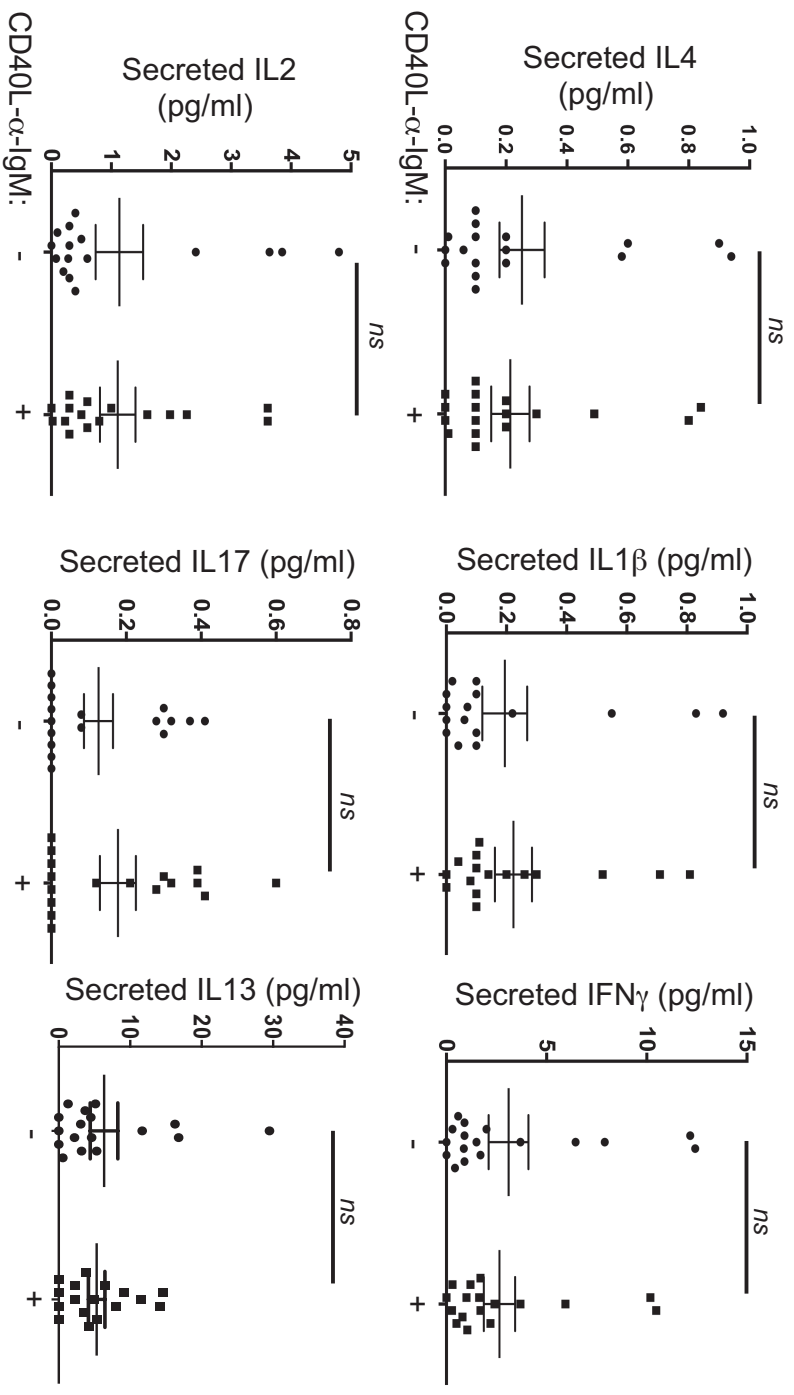 Secreted IL4
(pg/ml)
1.0
0.8
0.6
0.4
0.2
0.0
ns
CD40L-α-IgM:
-
+
Secreted IL1β (pg/ml)
1.0
0.8
0.6
0.4
0.2
0.0
ns
-
+
Secreted IFNγ (pg/ml)
15
10
5
0
ns
-
+
Secreted IL2
(pg/ml)
5
4
3
2
1
0
ns
CD40L-α-IgM:
-
+
Secreted IL17 (pg/ml)
0.8
0.6
0.4
0.2
0.0
ns
-
+
Secreted IL13 (pg/ml)
40
30
20
10
0
ns
-
+